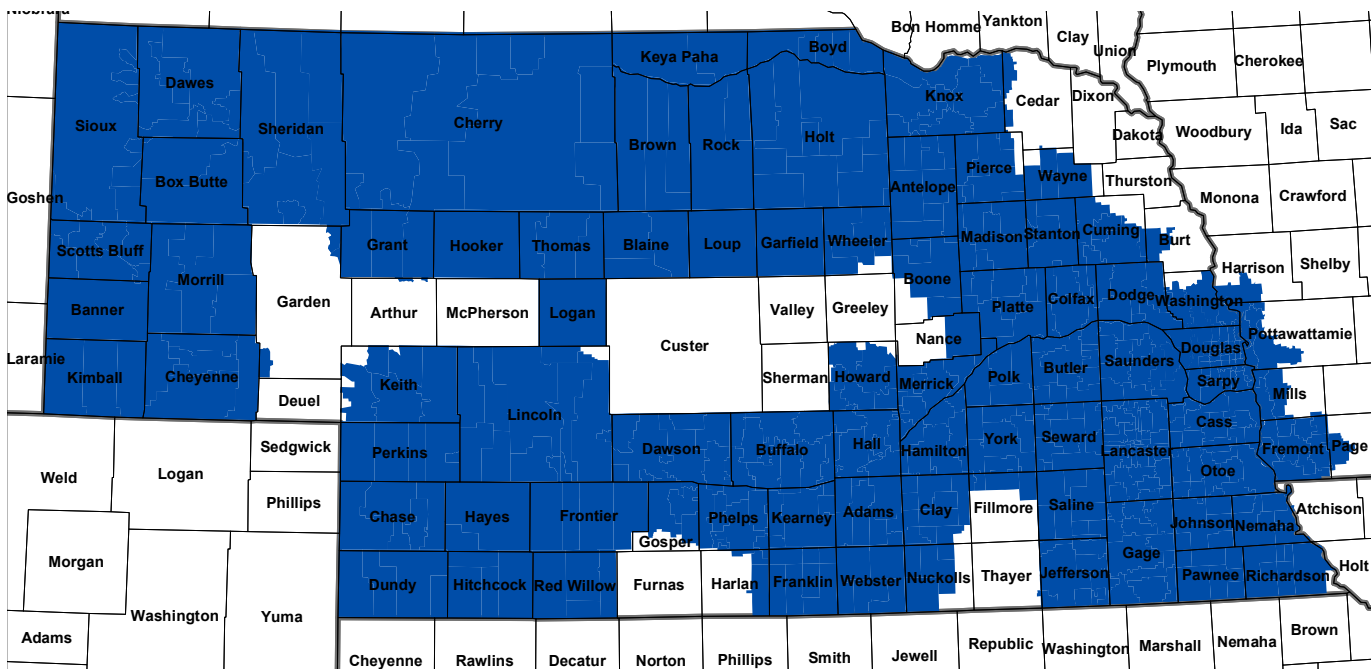 Niobrara
Bon Homme
Yankton
Clay
Union
Plymouth
Cherokee
Keya Paha
Boyd
Dawes
Sioux
Sheridan
Cherry
Brown
Rock
Holt
Knox
Cedar
Dixon
Dakota
Woodbury
Ida
Sac
Goshen
Box Butte
Antelope
Pierce
Wayne
Thurston
Monona
Crawford
Scotts Bluff
Morrill
Grant
Hooker
Thomas
Blaine
Loup
Garfield
Wheeler
Madison
Stanton
Cuming
Burt
Harrison
Shelby
Banner
Garden
Arthur
McPherson
Logan
Valley
Greeley
Boone
Platte
Colfax
Dodge
Washington
Custer
Nance
Pottawattamie
Laramie
Kimball
Cheyenne
Deuel
Keith
Lincoln
Sherman
Howard
Merrick
Polk
Butler
Saunders
Douglas
Sarpy
Mills
Weld
Logan
Sedgwick
Perkins
Dawson
Buffalo
Hall
Hamilton
York
Seward
Lancaster
Cass
Otoe
Fremont
Page
Phillips
Chase
Hayes
Frontier
Gosper
Phelps
Kearney
Adams
Clay
Fillmore
Saline
Johnson
Nemaha
Atchison
Morgan
Dundy
Hitchcock
Red Willow
Furnas
Harlan
Franklin
Webster
Nuckolls
Thayer
Jefferson
Gage
Pawnee
Richardson
Holt
Washington
Yuma
Adams
Cheyenne
Rawlins
Decatur
Norton
Phillips
Smith
Jewell
Republic
Washington
Marshall
Nemaha
Brown